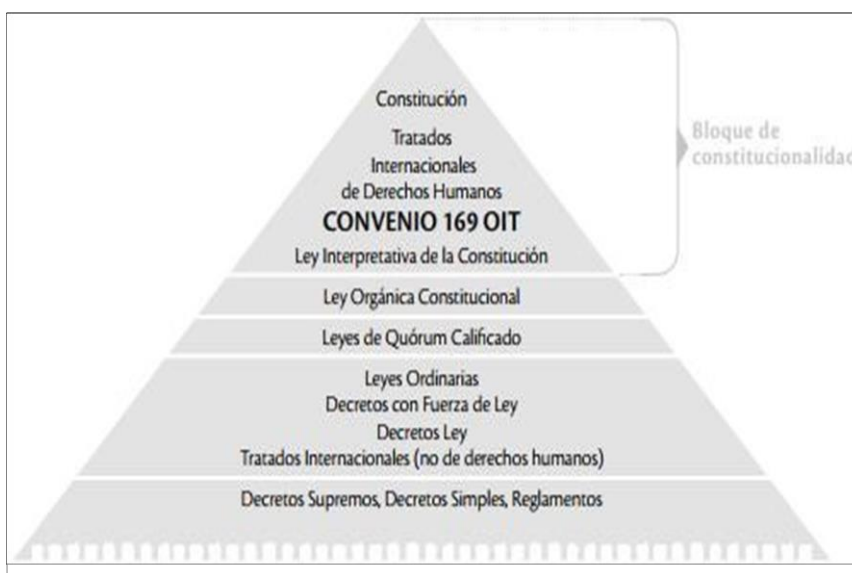 Constitución
Tratados
Internacionales
de Derechos Humanos
CONVENIO 169 OIT
Ley Interpretativa de la Constitución
Bloque de
constitucionalidad
Ley Orgánica Constitucional
Leyes de Quórum Calificado
Leyes Ordinarias
Decretos con Fuerza de Ley
Decretos Ley
Tratados Internacionales (no de derechos humanos)
Decretos Supremos, Decretos Simples, Reglamentos